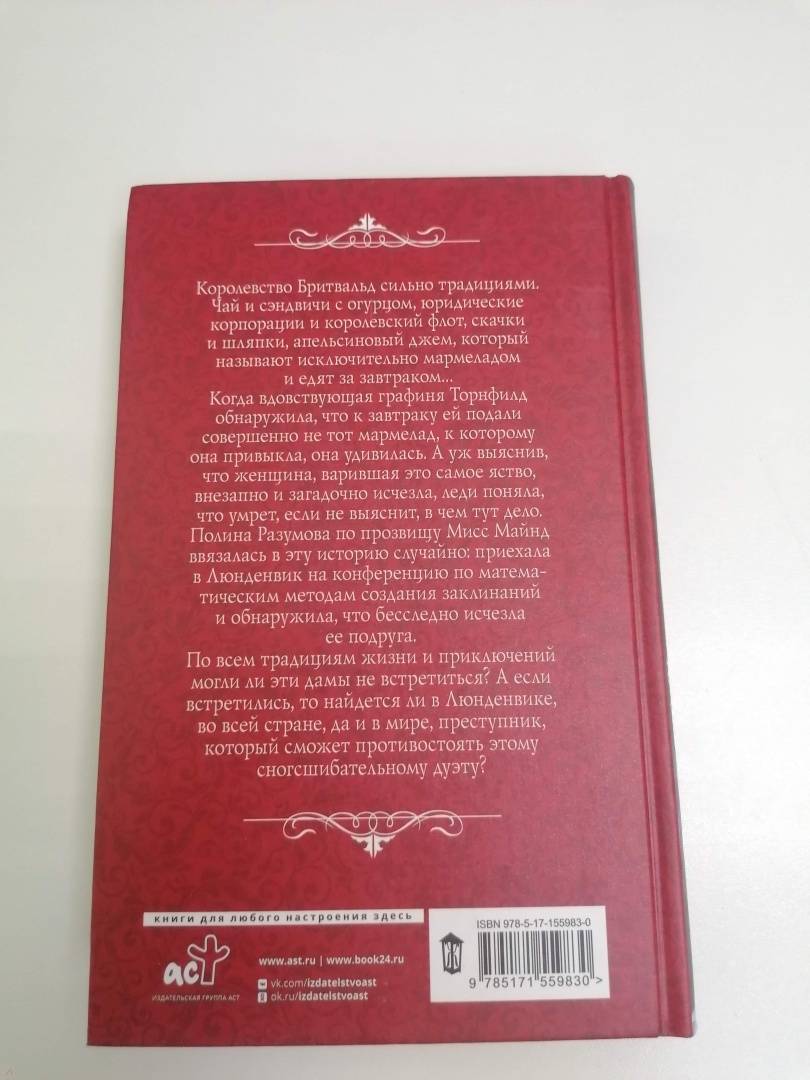 Королевство Бритвальд сильно традициями.
Чай и сэндвичи с огурцом, юридические
корпорации и королевский флот, скачки
и шляпки, апельсиновый джем, который
называют исключительно мармеладом
и едят за завтраком...
Когда вдовствующая графиня Торнфилд
обнаружила, что к завтраку ей подали
совершенно не тот мармелад, к которому
она привыкла, она удивилась. А уж выяснив,
что женщина, варившая это самое яство,
внезапно и загадочно исчезла, леди поняла,
что умрет, если не выяснит, в чем тут дело.
Полина Разумова по прозвищу Мисс Майнд
ввязалась в эту историю случайно: приехала
в Люнденвик на конференцию по матема-
тическим методам создания заклинаний
и обнаружила, что бесследно исчезла
ее подруга.
По всем традициям жизни и приключений
могли ли эти дамы не встретиться? А если
встретились, то найдется ли в Люнденвике,
во всей стране, да и в мире, преступник,
который сможет противостоять этому
сногсшибательному дуэту?
книги для любого настроения здесь
аст
ИЗДАТЕЛЬСКАЯ ГРУППА АСТ
www.ast.ru | www.book24.ru
vk.com/izdatelstvoast
ok.ru/izdatelstvoast
ISBN 978-5-17-155983-0
9 785171 559830 >